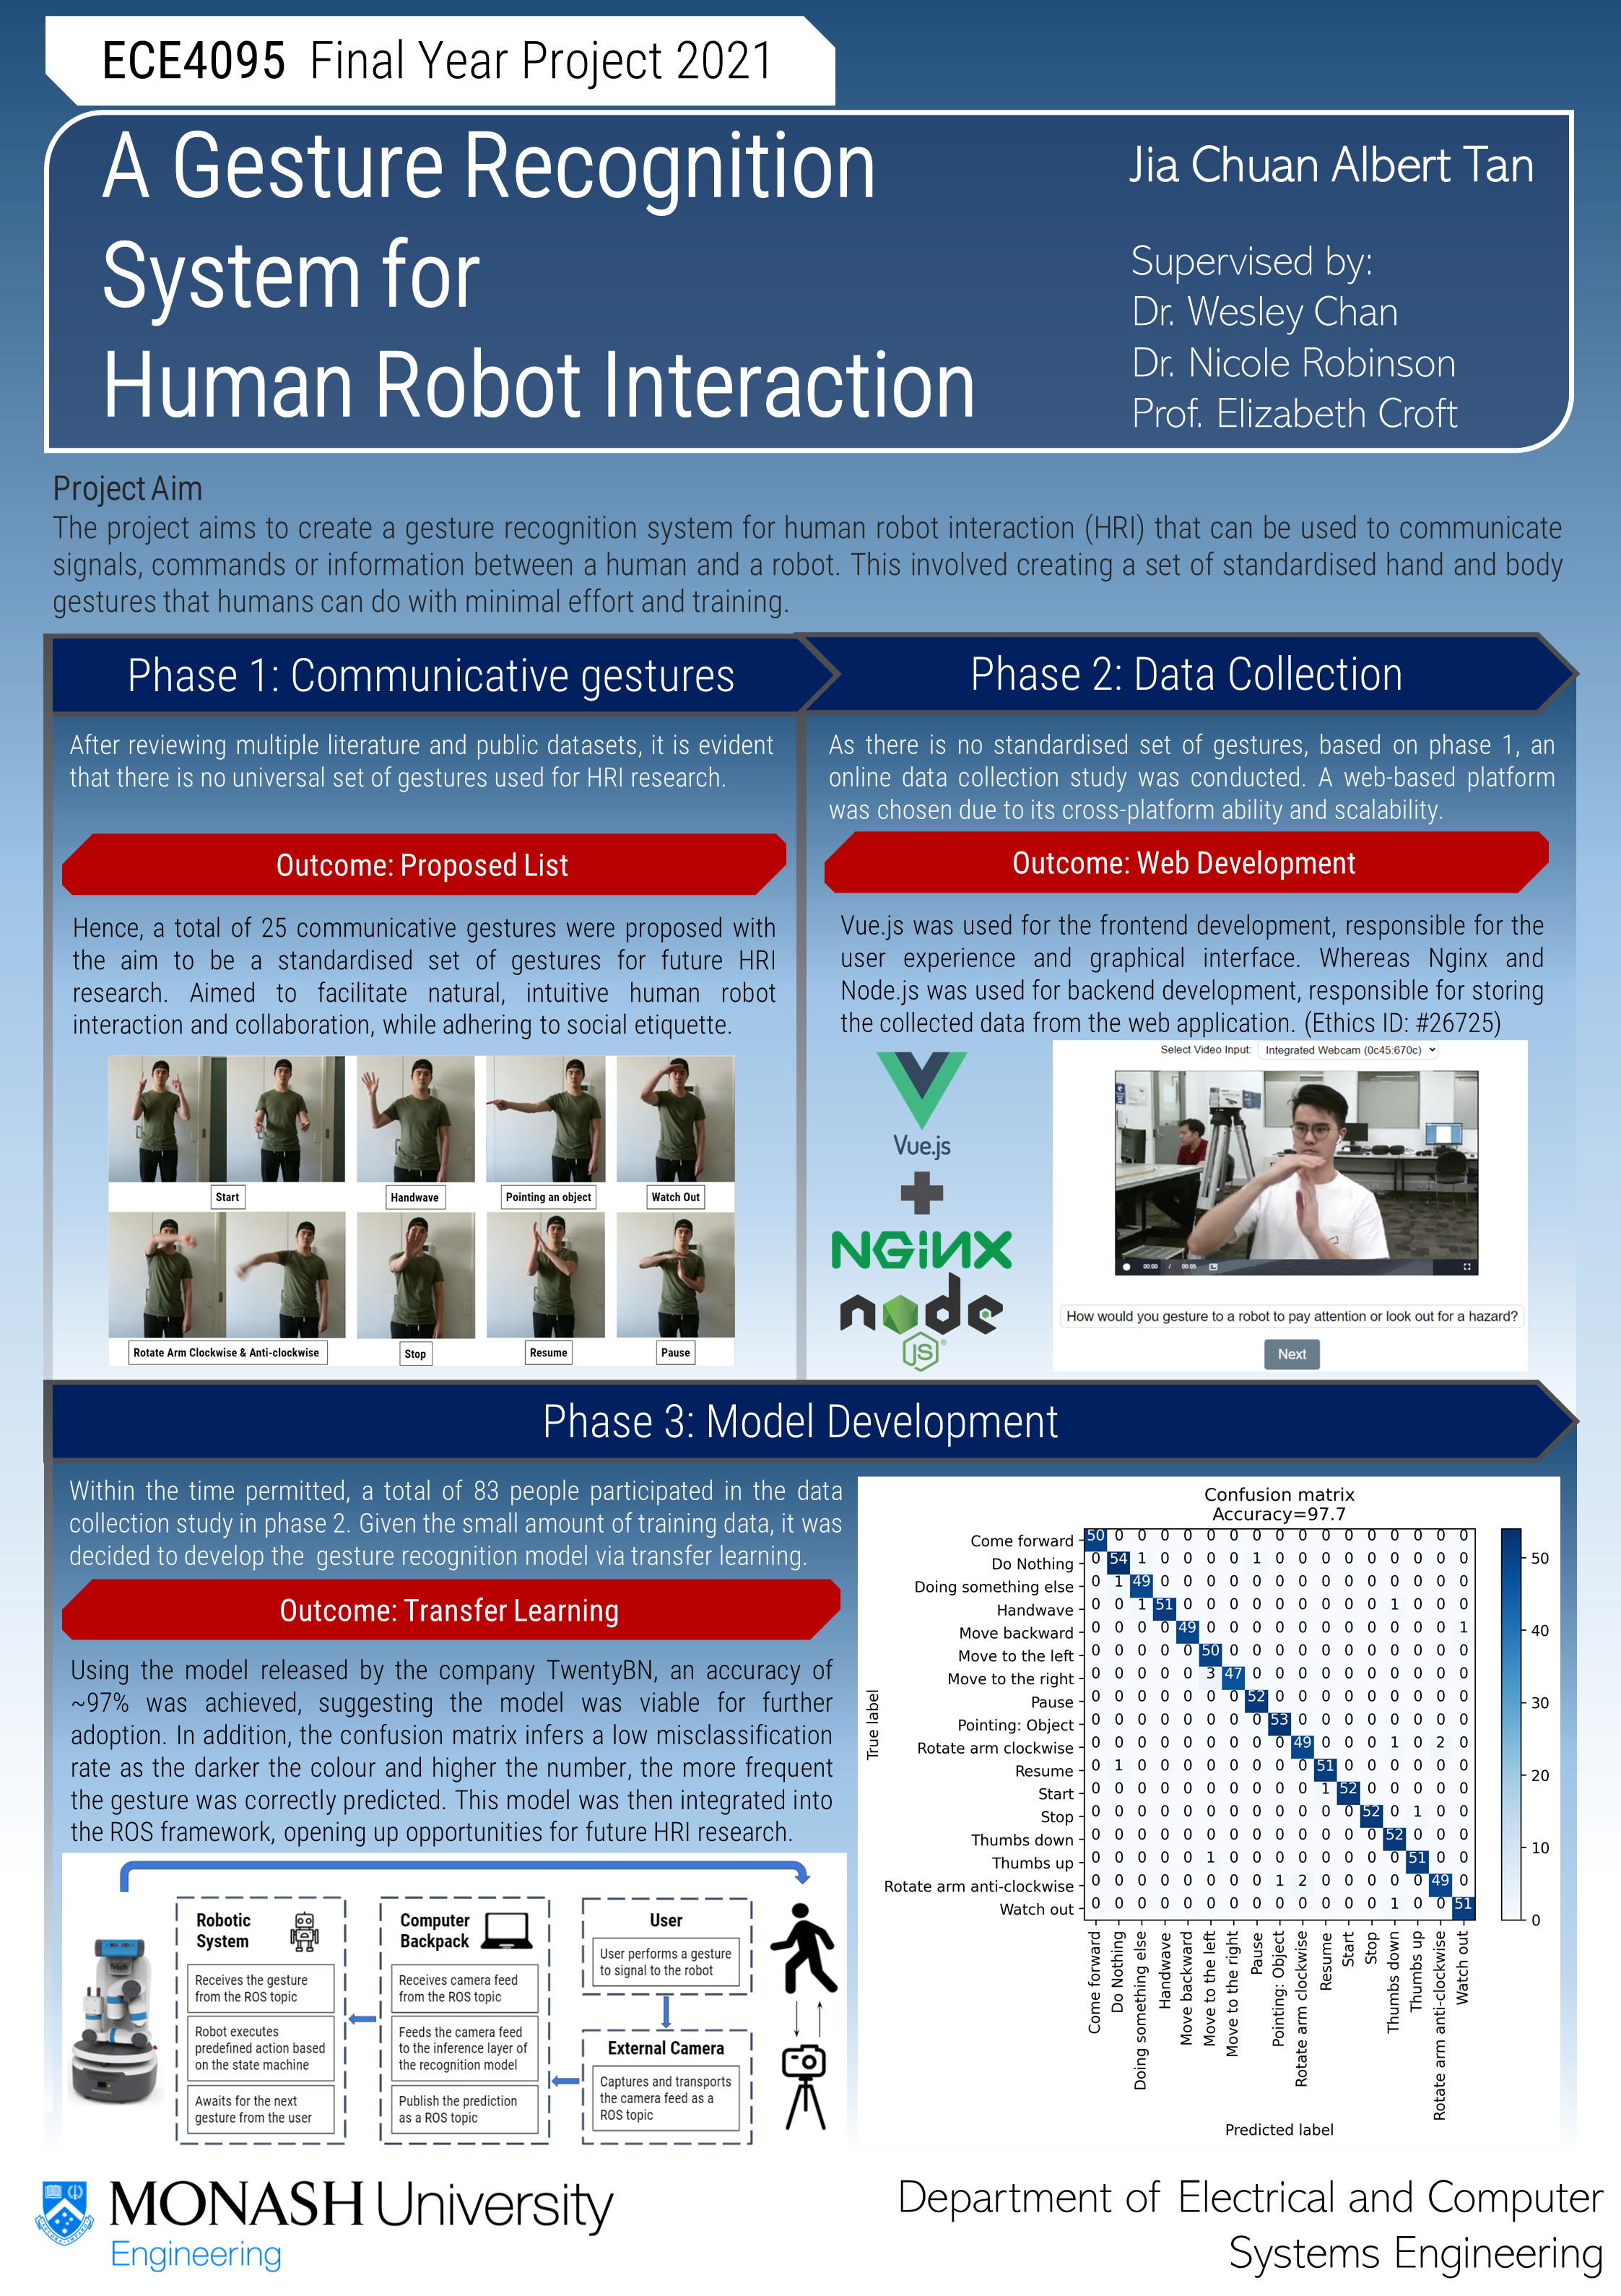 ECE4095 Final Year Project 2021
A Gesture Recognition
System for
Human Robot Interaction
Jia Chuan Albert Tan
Supervised by:
Dr. Wesley Chan
Dr. Nicole Robinson
Prof. Elizabeth Croft
Project Aim
The project aims to create a gesture recognition system for human robot interaction (HRI) that can be used to communicate
signals, commands or information between a human and a robot. This involved creating a set of standardised hand and body
gestures that humans can do with minimal effort and training.
Phase 1: Communicative gestures
After reviewing multiple literature and public datasets, it is evident
that there is no universal set of gestures used for HRI research.
Outcome: Proposed List
Hence, a total of 25 communicative gestures were proposed with
the aim to be a standardised set of gestures for future HRI
research. Aimed to facilitate natural, intuitive human robot
interaction and collaboration, while adhering to social etiquette.
Start
Handwave
Pointing an object
Watch Out
Rotate Arm Clockwise & Anti-clockwise
Stop
Resume
Pause
Phase 2: Data Collection
As there is no standardised set of gestures, based on phase 1, an
online data collection study was conducted. A web-based platform
was chosen due to its cross-platform ability and scalability.
Outcome: Web Development
Vue.js was used for the frontend development, responsible for the
user experience and graphical interface. Whereas Nginx and
Node.js was used for backend development, responsible for storing
the collected data from the web application. (Ethics ID: #26725)
Vue.js
NGiNX
node
JS
Select Video Input: Integrated Webcam (0c45:670c)
00:00 / 00:05
How would you gesture to a robot to pay attention or look out for a hazard?
Next
Phase 3: Model Development
Within the time permitted, a total of 83 people participated in the data
collection study in phase 2. Given the small amount of training data, it was
decided to develop the gesture recognition model via transfer learning.
Outcome: Transfer Learning
Using the model released by the company TwentyBN, an accuracy of
~97% was achieved, suggesting the model was viable for further
adoption. In addition, the confusion matrix infers a low misclassification
rate as the darker the colour and higher the number, the more frequent
the gesture was correctly predicted. This model was then integrated into
the ROS framework, opening up opportunities for future HRI research.
Robotic
System
Receives the gesture
from the ROS topic
Robot executes
predefined action based
on the state machine
Awaits for the next
gesture from the user
Computer
Backpack
Receives camera feed
from the ROS topic
Feeds the camera feed
to the inference layer of
the recognition model
Publish the prediction
as a ROS topic
User
User performs a gesture
to signal to the robot
External Camera
Captures and transports
the camera feed as a
ROS topic
Confusion matrix
Accuracy=97.7
True label
Come forward 50 0 0 0 0 0 0 0 0 0 0 0 0 0 0 0 0
Do Nothing 0 54 1 0 0 0 0 1 0 0 0 0 0 0 0 0 0
Doing something else 0 1 49 0 0 0 0 0 0 0 0 0 0 0 0 0 0
Handwave 0 0 1 51 0 0 0 0 0 0 0 0 0 1 0 0 0
Move backward 0 0 0 0 49 0 0 0 0 0 0 0 0 0 0 0 1
Move to the left 0 0 0 0 0 50 0 0 0 0 0 0 0 0 0 0 0
Move to the right 0 0 0 0 0 3 47 0 0 0 0 0 0 0 0 0 0
Pause 0 0 0 0 0 0 0 52 0 0 0 0 0 0 0 0 0
Pointing: Object 0 0 0 0 0 0 0 0 53 0 0 0 0 0 0 0 0
Rotate arm clockwise 0 0 0 0 0 0 0 0 0 49 0 0 0 1 0 2 0
Resume 0 1 0 0 0 0 0 0 0 0 51 0 0 0 0 0 0
Start 0 0 0 0 0 0 0 0 0 0 1 52 0 0 0 0 0
Stop 0 0 0 0 0 0 0 0 0 0 0 0 52 0 1 0 0
Thumbs down 0 0 0 0 0 0 0 0 0 0 0 0 0 52 0 0 0
Thumbs up 0 0 0 0 0 1 0 0 0 0 0 0 0 0 51 0 0
Rotate arm anti-clockwise 0 0 0 0 0 0 0 0 1 2 0 0 0 0 0 49 0
Watch out 0 0 0 0 0 0 0 0 0 0 0 0 0 1 0 0 51
Come forward
Do Nothing
Doing something else
Handwave
Move backward
Move to the left
Move to the right
Pause
Pointing: Object
Rotate arm clockwise
Resume
Start
Stop
Thumbs down
Thumbs up
Rotate arm anti-clockwise
Watch out
Predicted label
50
40
30
20
10
0
MONASH University
Engineering
Department of Electrical and Computer
Systems Engineering